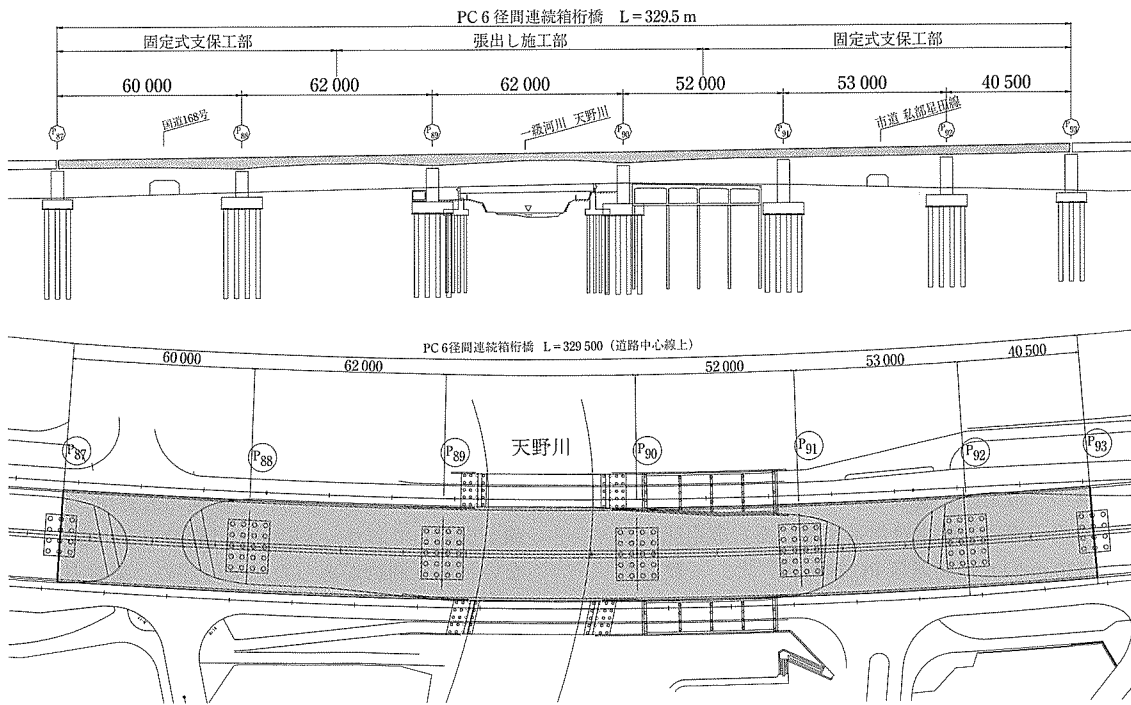 PC 6 径間連続箱桁橋 L=329.5 m
固定式支保工部 張出し施工部 固定式支保工部
60 000 62 000 62 000 52 000 53 000 40 500
国道168号 一級河川 天野川 市道 私部星田線
P87 P88 P89 P90 P91 P92 P93
PC 6径間連続箱桁橋 L=329 500 (道路中心線上)
60 000 62 000 52 000 53 000 40 500
天野川
P87 P88 P89 P90 P91 P92 P93